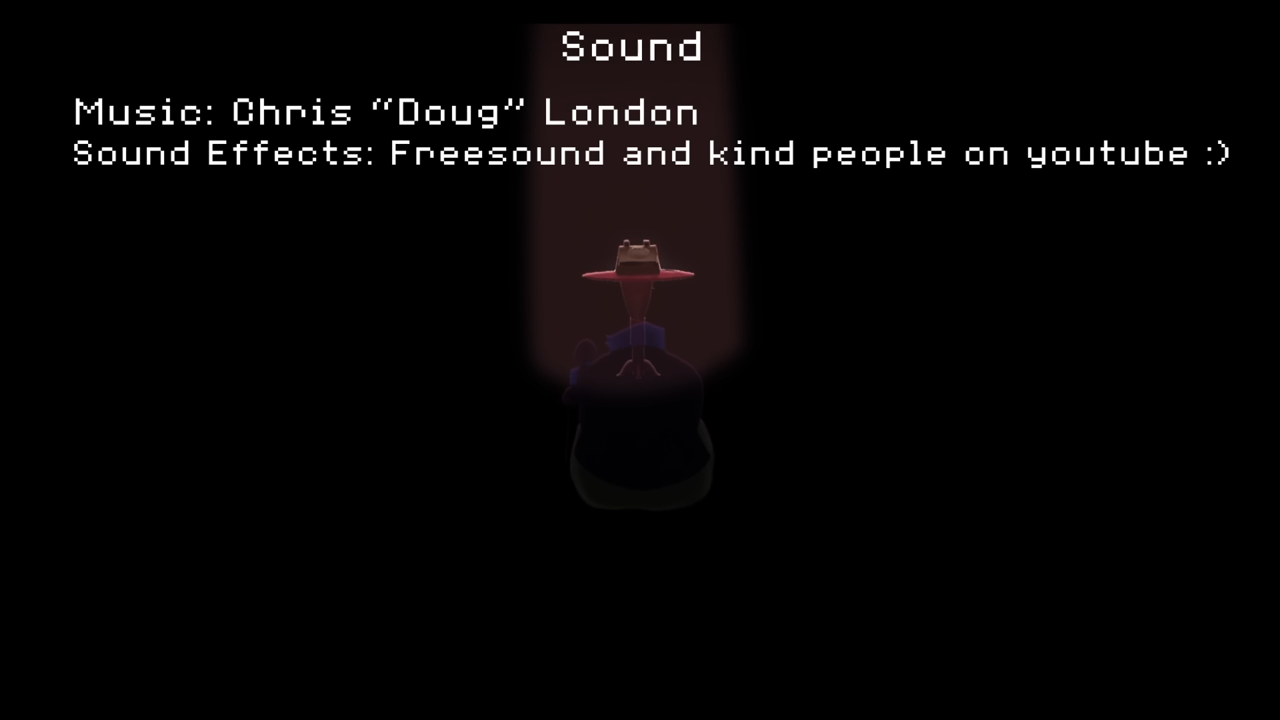 Sound
Music: Chris “Doug” London
Sound Effects: Freesound and kind people on youtube :)